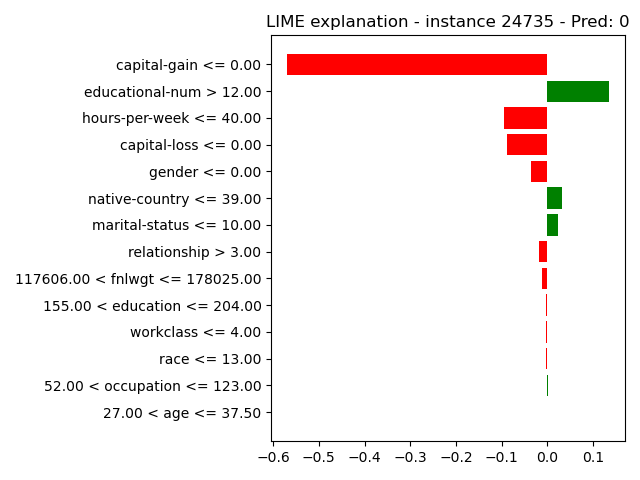 LIME explanation - instance 24735 - Pred: 0
capital-gain <= 0.00
educational-num > 12.00
hours-per-week <= 40.00
capital-loss <= 0.00
gender <= 0.00
native-country <= 39.00
marital-status <= 10.00
relationship > 3.00
117606.00 < fnlwgt <= 178025.00
155.00 < education <= 204.00
workclass <= 4.00
race <= 13.00
52.00 < occupation <= 123.00
27.00 < age <= 37.50
−0.6 −0.5 −0.4 −0.3 −0.2 −0.1 0.0 0.1